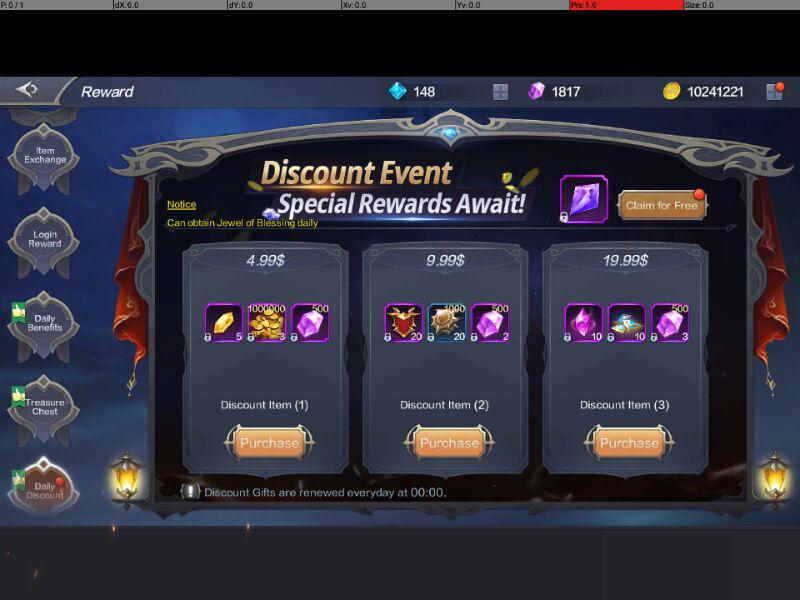 P: 0 / 1
dX: 0.0
dY: 0.0
Xv: 0.0
Yv: 0.0
Prs: 1.0
Size: 0.0
Reward
148
1817
10241221
Item
Exchange
Login
Reward
Daily
Benefits
Treasure
Chest
Daily
Discount
Discount Event
Special Rewards Await!
Notice
Can obtain Jewel of Blessing daily
Claim for Free
4.99$
5
1000000
3
500
Discount Item (1)
Purchase
9.99$
20
1000
20
500
2
Discount Item (2)
Purchase
19.99$
10
10
500
3
Discount Item (3)
Purchase
Discount Gifts are renewed everyday at 00:00.